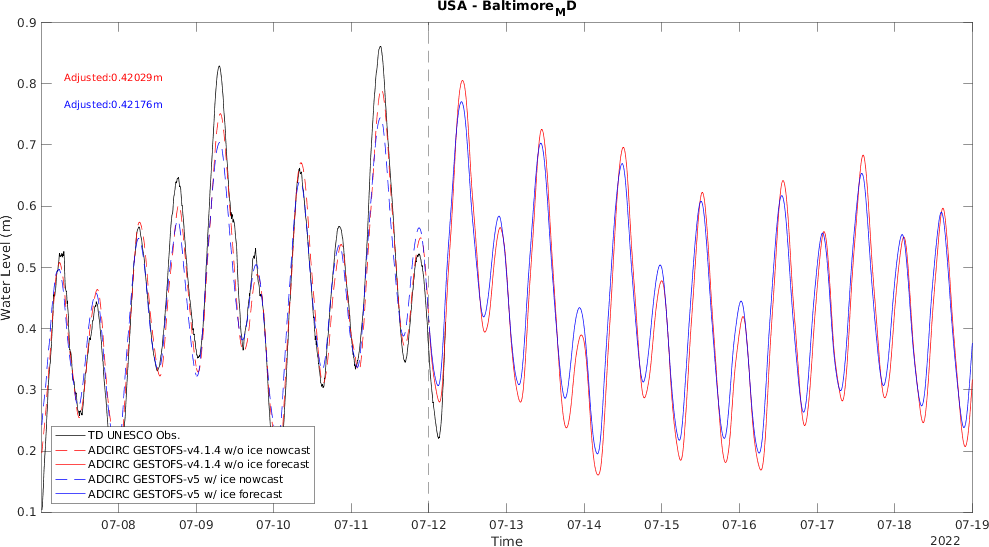 USA - Baltimore_MD
0.9
0.8
0.7
0.6
0.5
0.4
0.3
0.2
0.1
Water Level (m)
Adjusted:0.42029m
Adjusted:0.42176m
TD UNESCO Obs.
ADCIRC GESTOFS-v4.1.4 w/o ice nowcast
ADCIRC GESTOFS-v4.1.4 w/o ice forecast
ADCIRC GESTOFS-v5 w/ ice nowcast
ADCIRC GESTOFS-v5 w/ ice forecast
07-08 07-09 07-10 07-11 07-12 07-13 07-14 07-15 07-16 07-17 07-18 07-19
Time
2022